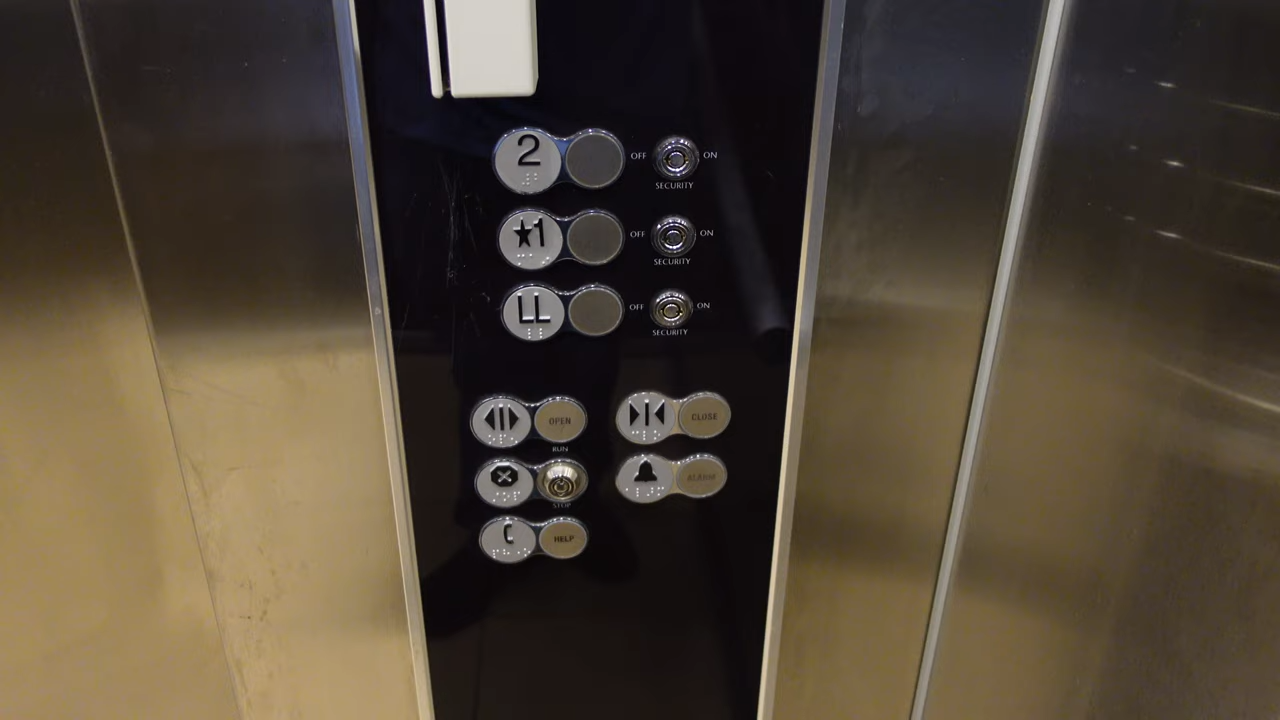 2 OFF ON
SECURITY
★1 OFF ON
SECURITY
LL OFF ON
SECURITY
OPEN CLOSE
RUN
ALARM
STOP
HELP